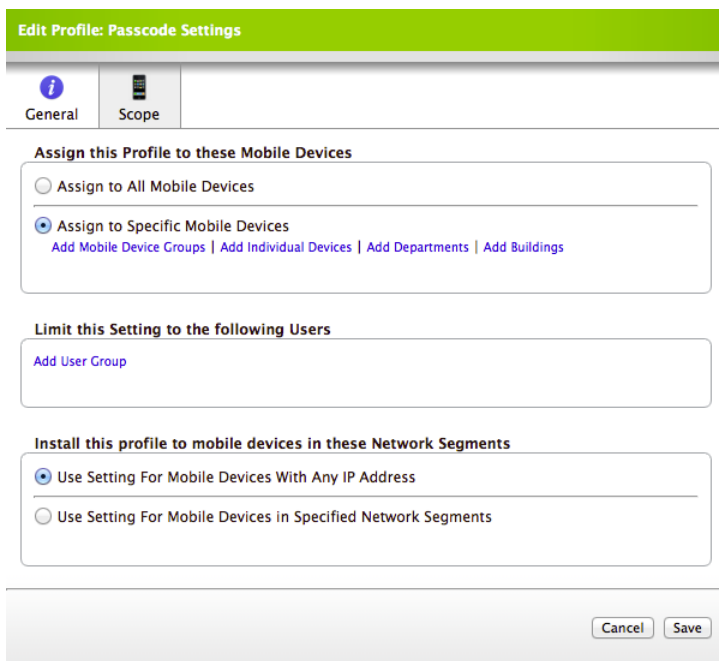 Edit Profile: Passcode Settings
i
General
Scope
Assign this Profile to these Mobile Devices
Assign to All Mobile Devices
Assign to Specific Mobile Devices
Add Mobile Device Groups | Add Individual Devices | Add Departments | Add Buildings
Limit this Setting to the following Users
Add User Group
Install this profile to mobile devices in these Network Segments
Use Setting For Mobile Devices With Any IP Address
Use Setting For Mobile Devices in Specified Network Segments
Cancel
Save